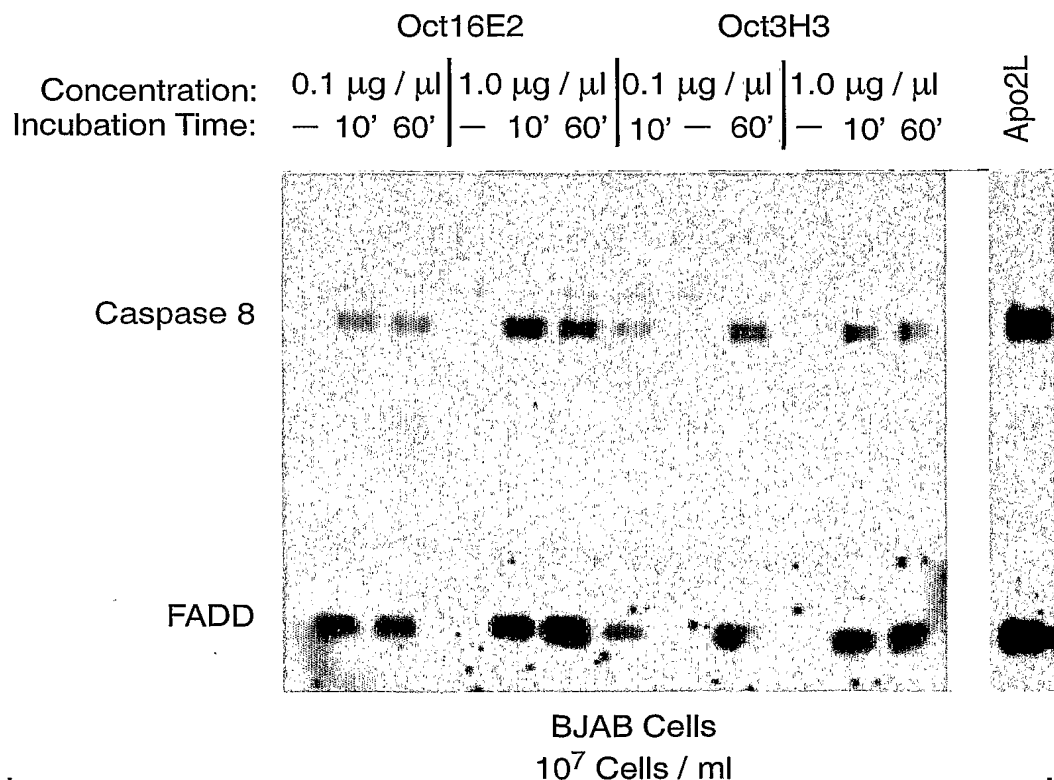 Oct16E2 Oct3H3
Concentration: 0.1 µg / µl 1.0 µg / µl 0.1 µg / µl 1.0 µg / µl
Incubation Time: — 10' 60' — 10' 60' 10' — 60' — 10' 60'
Apo2L
Caspase 8
FADD
BJAB Cells
10⁷ Cells / ml